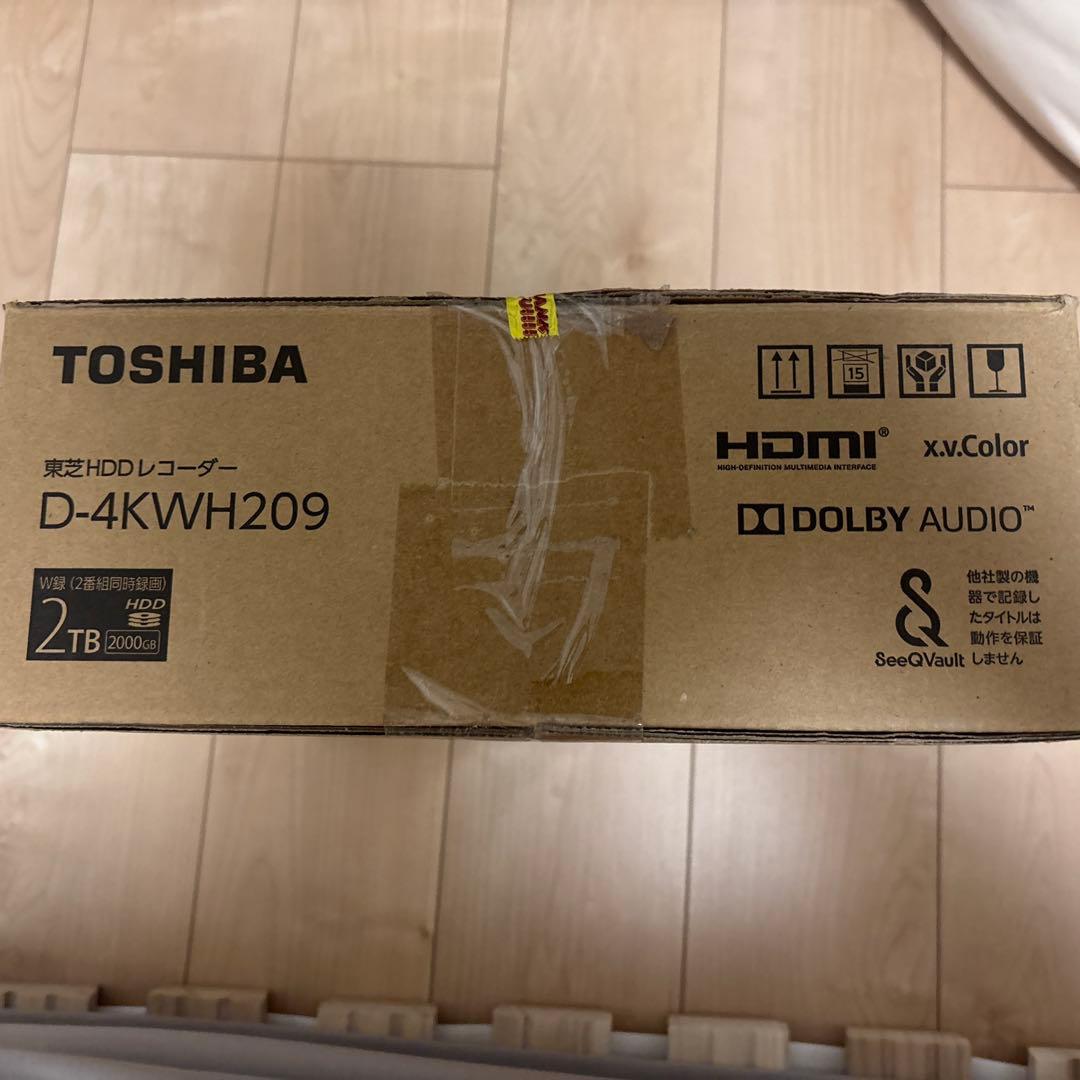 TOSHIBA
東芝HDDレコーダー
D-4KWH209
W録（2番組同時録画）
2TB
HDD
2000GB
15
HDMI®
HIGH-DEFINITION MULTIMEDIA INTERFACE
x.v.Color
DOLBY AUDIO™
SeeQVault
他社製の機
器で記録し
たタイトルは
動作を保証
しません